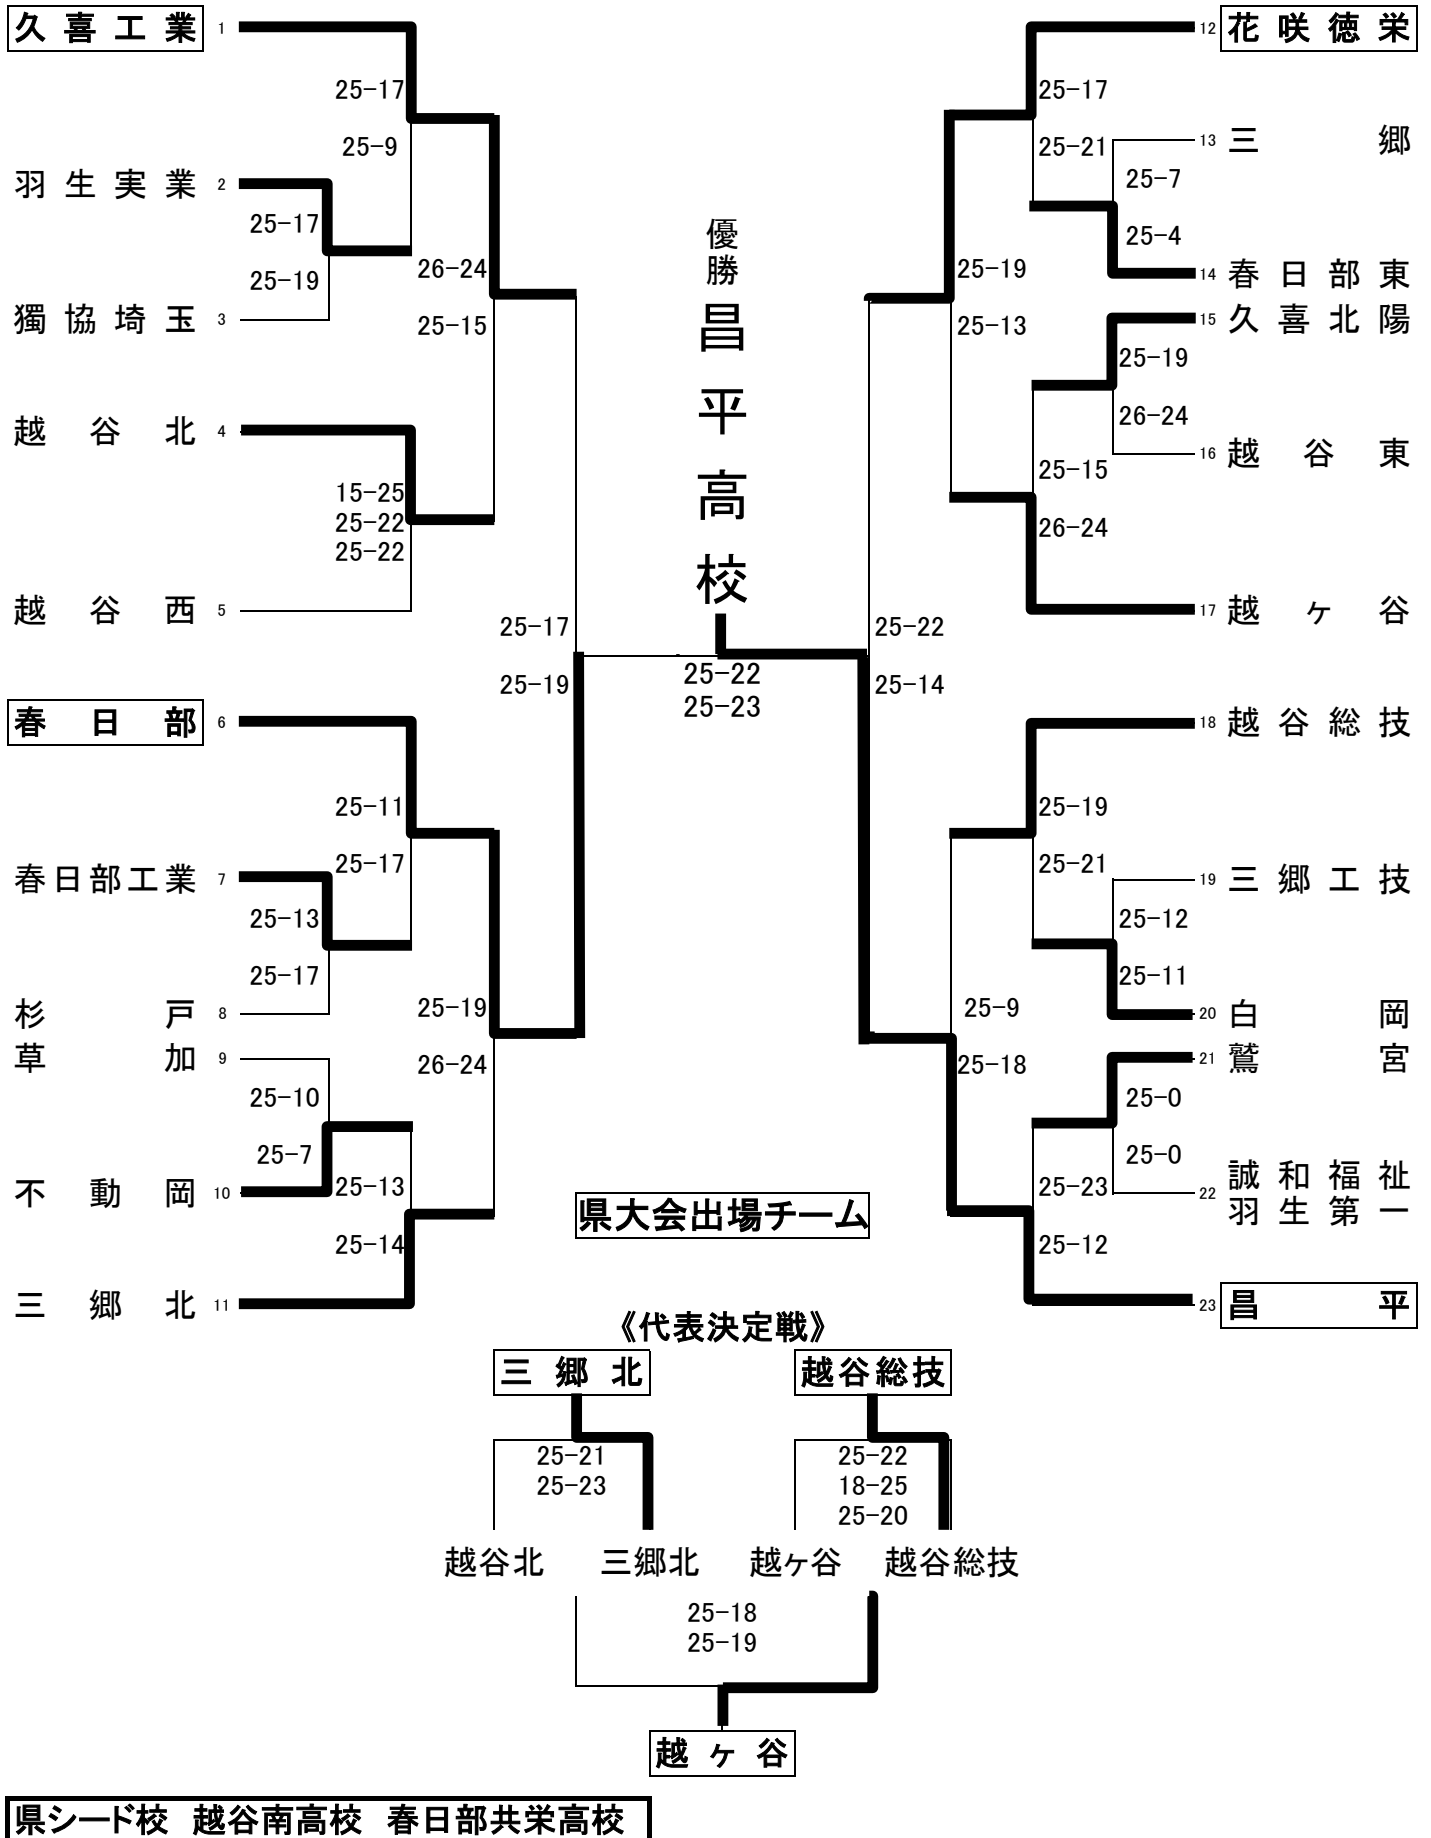 久喜工業 1
25-17
25-9
羽生実業 2
25-17
25-19
獨協埼玉 3
26-24
25-15
越谷北 4
15-25
25-22
25-22
越谷西 5
25-17
25-19
春日部 6
25-11
25-17
春日部工業 7
25-13
25-17
杉戸 8
草加 9
25-19
26-24
25-10
25-7
不動岡 10
25-13
25-14
三郷北 11
優勝
昌平高校
25-22
25-23
12 花咲徳栄
25-17
25-21
13 三郷
25-7
25-4
14 春日部東
15 久喜北陽
25-19
25-13
25-19
26-24
16 越谷東
25-15
26-24
17 越ヶ谷
25-22
25-14
18 越谷総技
25-19
25-21
19 三郷工技
25-12
25-11
20 白岡
21 鷲宮
25-9
25-18
25-0
25-0
22 誠和福祉
羽生第一
25-23
25-12
23 昌平
県大会出場チーム
《代表決定戦》
三郷北 越谷総技
25-21
25-23
25-22
18-25
25-20
越谷北 三郷北 越ヶ谷 越谷総技
25-18
25-19
越ヶ谷
県シード校 越谷南高校 春日部共栄高校